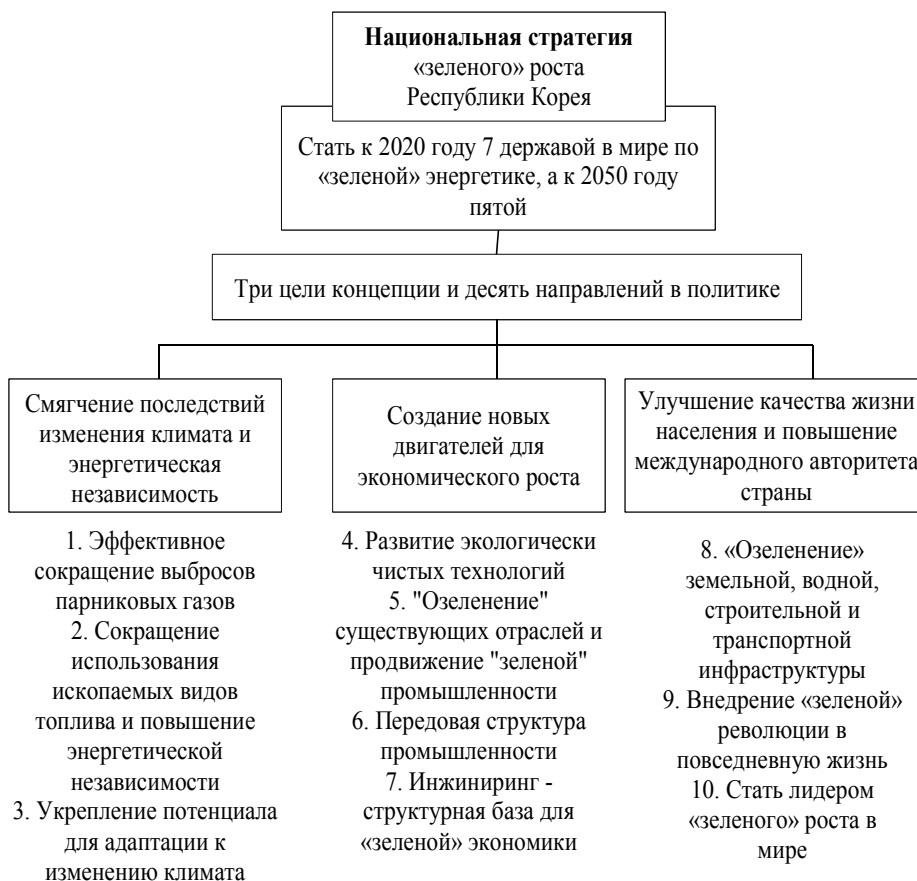 Национальная стратегия
«зеленого» роста
Республики Корея
Стать к 2020 году 7 державой в мире по
«зеленой» энергетике, а к 2050 году
пятой
Три цели концепции и десять направлений в политике
Смягчение последствий
изменения климата и
энергетическая
независимость
1. Эффективное
сокращение выбросов
парниковых газов
2. Сокращение
использования
ископаемых видов
топлива и повышение
энергетической
независимости
3. Укрепление потенциала
для адаптации к
изменению климата
Создание новых
двигателей для
экономического роста
4. Развитие экологически
чистых технологий
5. "Озеленение"
существующих отраслей и
продвижение "зеленой"
промышленности
6. Передовая структура
промышленности
7. Инжиниринг -
структурная база для
«зеленой» экономики
Улучшение качества жизни
населения и повышение
международного авторитета
страны
8. «Озеленение»
земельной, водной,
строительной и
транспортной
инфраструктуры
9. Внедрение «зеленой»
революции в
повседневную жизнь
10. Стать лидером
«зеленого» роста в
мире